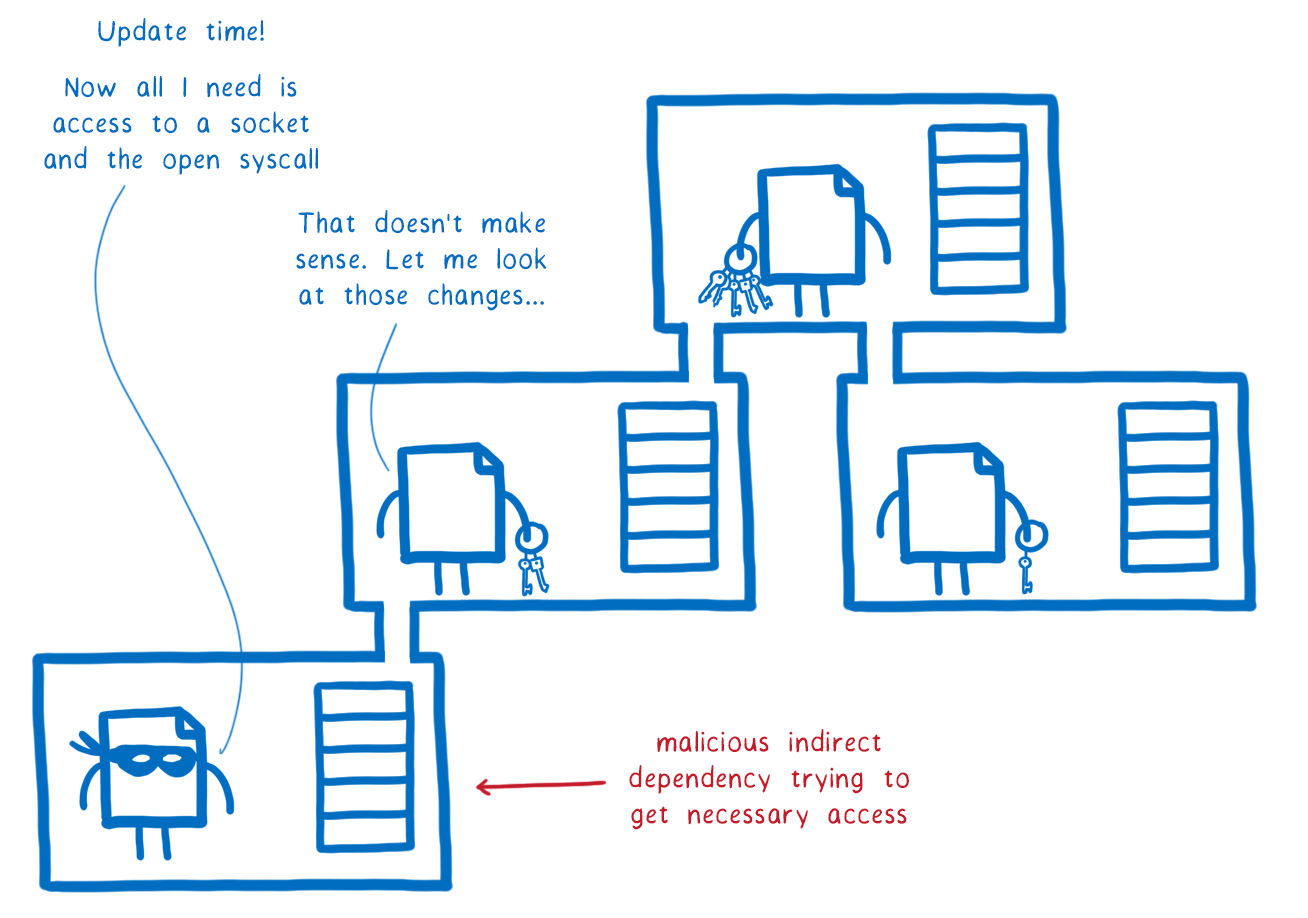 Update time!
Now all I need is
access to a socket
and the open syscall
That doesn't make
sense. Let me look
at those changes...
malicious indirect
dependency trying to
get necessary access